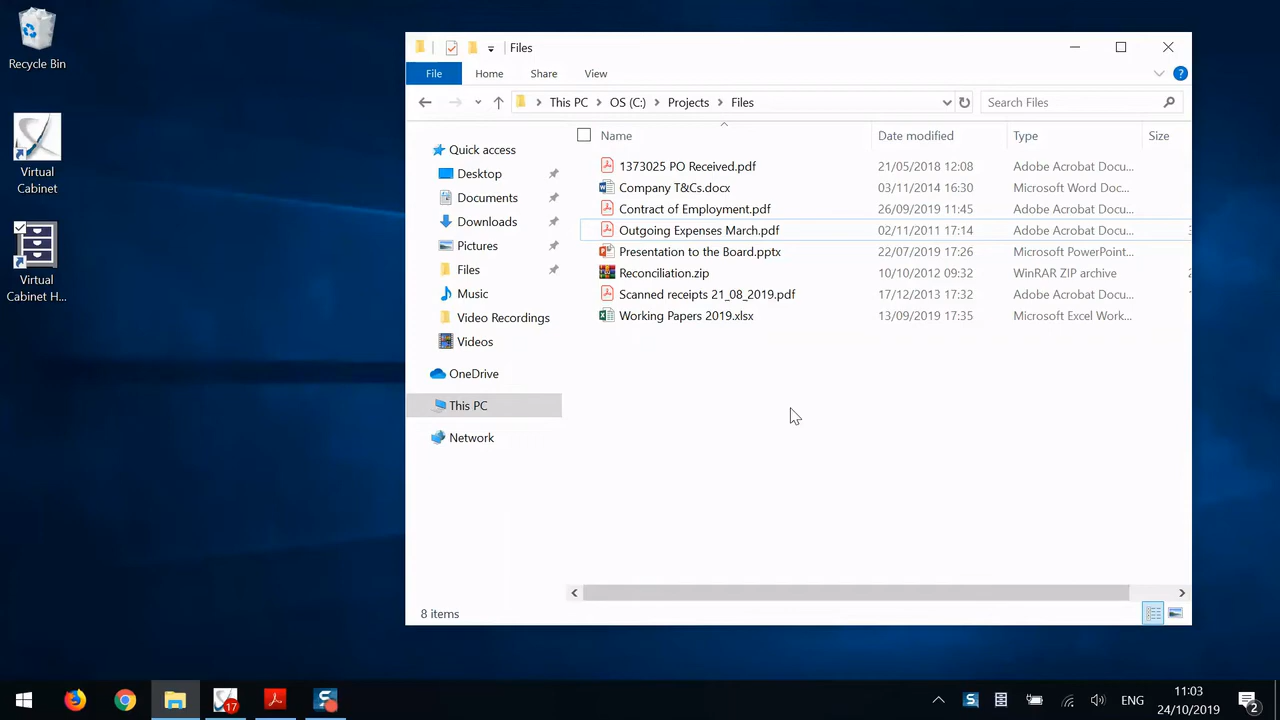 Recycle Bin
Virtual
Cabinet
Virtual
Cabinet H...
Files
File
Home
Share
View
This PC
OS (C:)
Projects
Files
Search Files
Quick access
Desktop
Documents
Downloads
Pictures
Files
Music
Video Recordings
Videos
OneDrive
This PC
Network
Name Date modified Type Size
1373025 PO Received.pdf 21/05/2018 12:08 Adobe Acrobat Docu...
Company T&Cs.docx 03/11/2014 16:30 Microsoft Word Doc...
Contract of Employment.pdf 26/09/2019 11:45 Adobe Acrobat Docu...
Outgoing Expenses March.pdf 02/11/2011 17:14 Adobe Acrobat Docu...
Presentation to the Board.pptx 22/07/2019 17:26 Microsoft PowerPoint...
Reconciliation.zip 10/10/2012 09:32 WinRAR ZIP archive
Scanned receipts 21_08_2019.pdf 17/12/2013 17:32 Adobe Acrobat Docu...
Working Papers 2019.xlsx 13/09/2019 17:35 Microsoft Excel Work...
8 items
17
ENG
11:03
24/10/2019
2